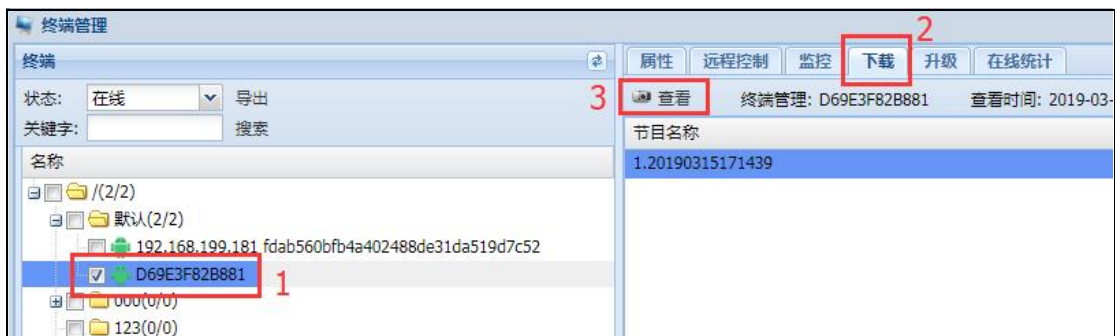 终端管理
2
终端
属性 远程控制 监控 下载 升级 在线统计
状态: 在线 导出
3
查看 终端管理: D69E3F82B881 查看时间: 2019-03-
关键字: 搜索
节目名称
名称
1.20190315171439
/(2/2)
默认(2/2)
192.168.199.181_fdab560bfb4a402488de31da519d7c52
D69E3F82B881
1
000(0/0)
123(0/0)